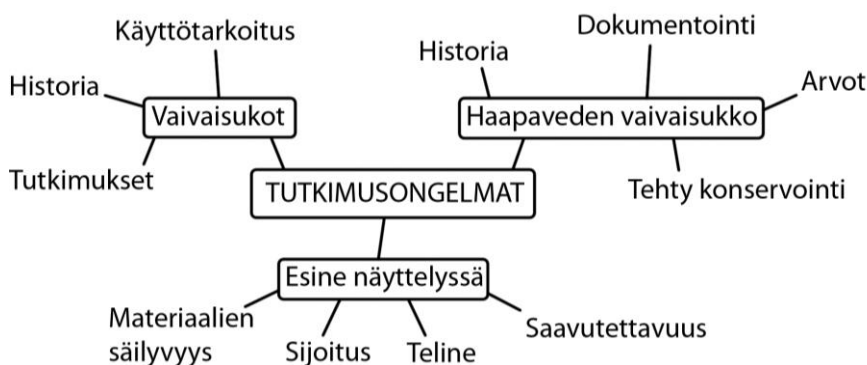 Käyttötarkoitus
Historia
Vaivaisukot
Tutkimukset
Dokumentointi
Historia
Arvot
Haapaveden vaivaisukko
Tehty konservointi
TUTKIMUSONGELMAT
Esine näyttelyssä
Materiaalien
säilyvyys
Sijoitus
Teline
Saavutettavuus